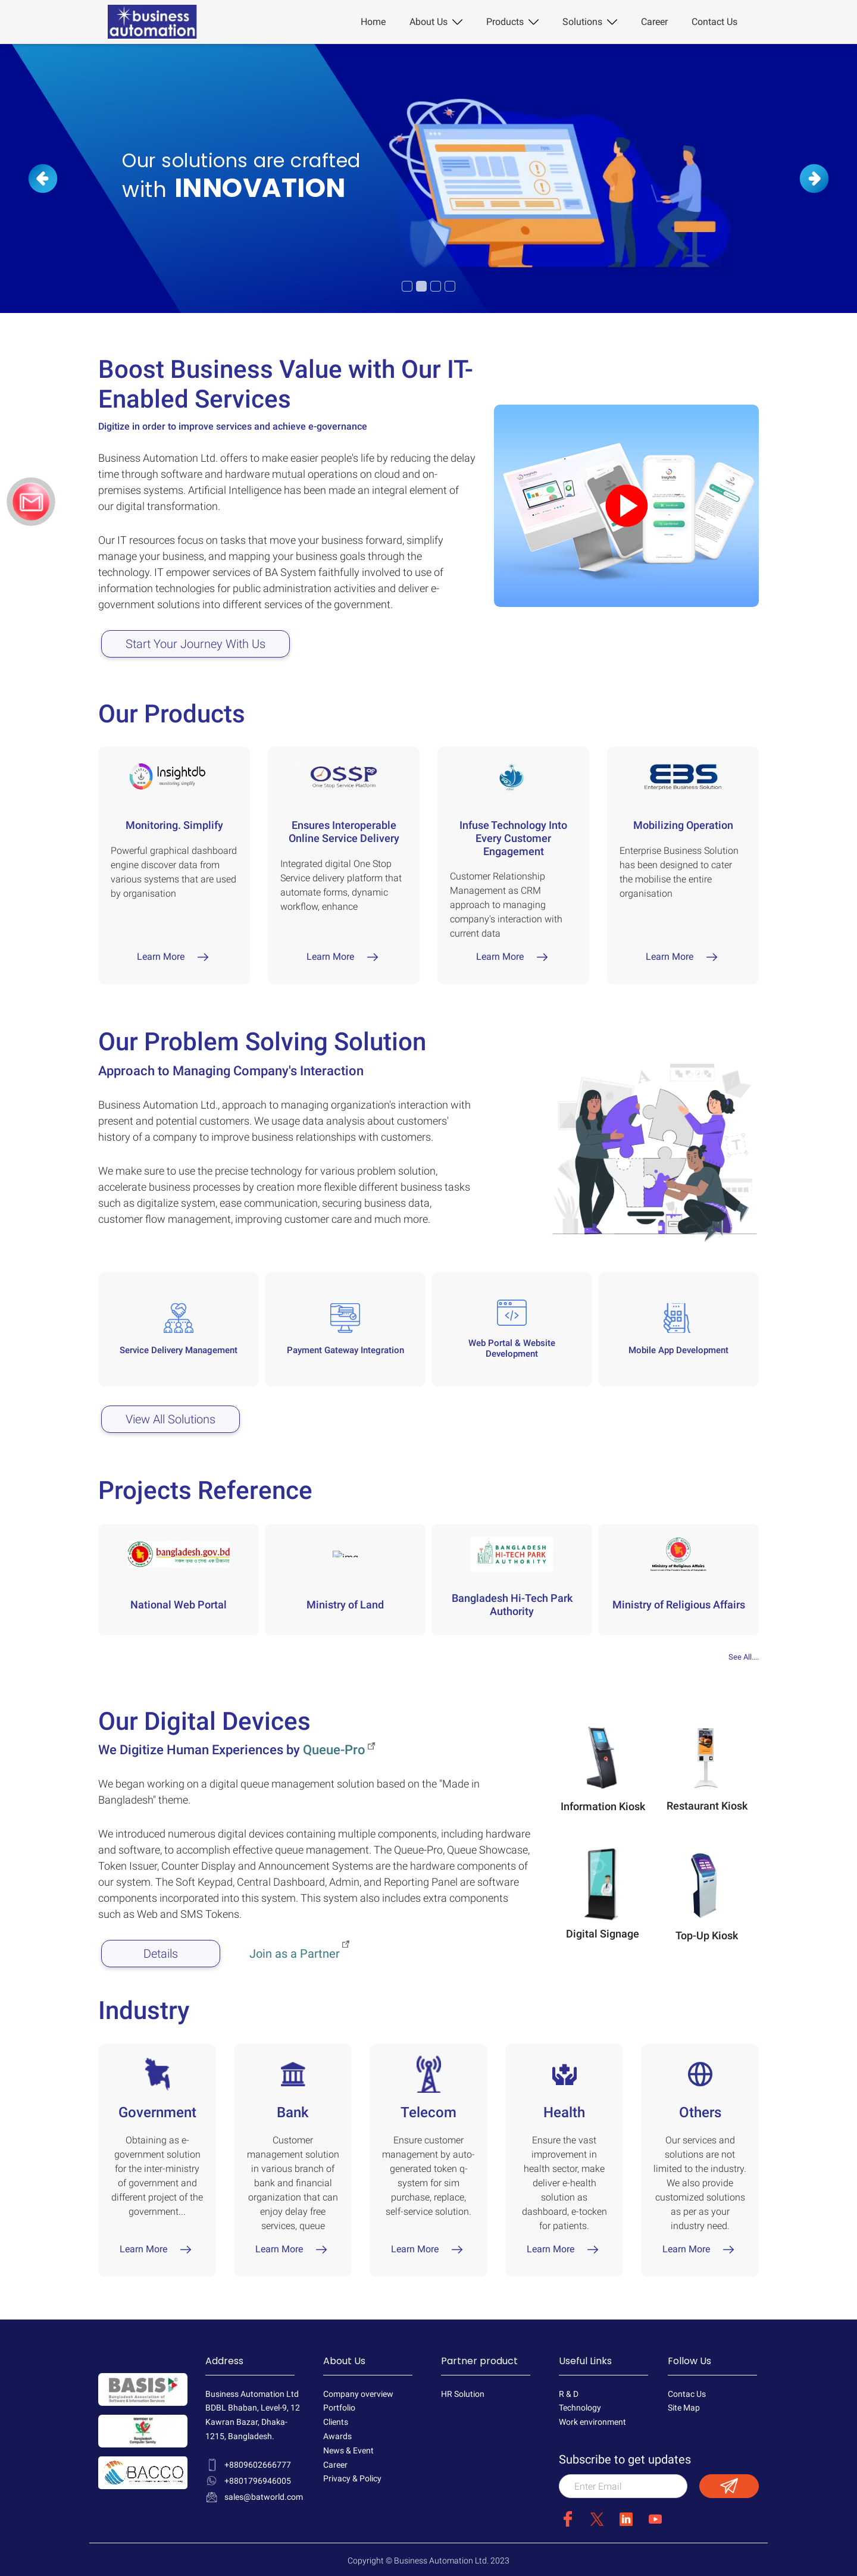 business
automation
Home
About Us
Products
Solutions
Career
Contact Us
Our solutions are crafted
with INNOVATION
Boost Business Value with Our IT-
Enabled Services
Digitize in order to improve services and achieve e-governance
Business Automation Ltd. offers to make easier people's life by reducing the delay
time through software and hardware mutual operations on cloud and on-
premises systems. Artificial Intelligence has been made an integral element of
our digital transformation.
Our IT resources focus on tasks that move your business forward, simplify
manage your business, and mapping your business goals through the
technology. IT empower services of BA System faithfully involved to use of
information technologies for public administration activities and deliver e-
government solutions into different services of the government.
Start Your Journey With Us
Our Products
Insightdb
monitoring, simplify
Monitoring. Simplify
Powerful graphical dashboard
engine discover data from
various systems that are used
by organisation
Learn More
OSSP
One Stop Service Platform
Ensures Interoperable
Online Service Delivery
Integrated digital One Stop
Service delivery platform that
automate forms, dynamic
workflow, enhance
Learn More
Infuse Technology Into
Every Customer
Engagement
Customer Relationship
Management as CRM
approach to managing
company's interaction with
current data
Learn More
EBS
Enterprise Business Solution
Mobilizing Operation
Enterprise Business Solution
has been designed to cater
the mobilise the entire
organisation
Learn More
Our Problem Solving Solution
Approach to Managing Company's Interaction
Business Automation Ltd., approach to managing organization's interaction with
present and potential customers. We usage data analysis about customers'
history of a company to improve business relationships with customers.
We make sure to use the precise technology for various problem solution,
accelerate business processes by creation more flexible different business tasks
such as digitalize system, ease communication, securing business data,
customer flow management, improving customer care and much more.
Service Delivery Management
Payment Gateway Integration
Web Portal & Website
Development
Mobile App Development
View All Solutions
Projects Reference
bangladesh.gov.bd
National Web Portal
Ministry of Land
BANGLADESH
HI-TECH PARK
AUTHORITY
Bangladesh Hi-Tech Park
Authority
Ministry of Religious Affairs
Ministry of Religious Affairs
See All....
Our Digital Devices
We Digitize Human Experiences by Queue-Pro
We began working on a digital queue management solution based on the "Made in
Bangladesh" theme.
We introduced numerous digital devices containing multiple components, including hardware
and software, to accomplish effective queue management. The Queue-Pro, Queue Showcase,
Token Issuer, Counter Display and Announcement Systems are the hardware components of
our system. The Soft Keypad, Central Dashboard, Admin, and Reporting Panel are software
components incorporated into this system. This system also includes extra components
such as Web and SMS Tokens.
Details
Join as a Partner
Information Kiosk
Restaurant Kiosk
Digital Signage
Top-Up Kiosk
Industry
Government
Obtaining as e-
government solution
for the inter-ministry
of government and
different project of the
government...
Learn More
Bank
Customer
management solution
in various branch of
bank and financial
organization that can
enjoy delay free
services, queue
Learn More
Telecom
Ensure customer
management by auto-
generated token q-
system for sim
purchase, replace,
self-service solution.
Learn More
Health
Ensure the vast
improvement in
health sector, make
deliver e-health
solution as
dashboard, e-tocken
for patients.
Learn More
Others
Our services and
solutions are not
limited to the industry.
We also provide
customized solutions
as per as your
industry need.
Learn More
BASIS
BACCO
Address
Business Automation Ltd
BDBL Bhaban, Level-9, 12
Kawran Bazar, Dhaka-
1215, Bangladesh.
+8809602666777
+8801796946005
sales@batworld.com
About Us
Company overview
Portfolio
Clients
Awards
News & Event
Career
Privacy & Policy
Partner product
HR Solution
Useful Links
R & D
Technology
Work environment
Follow Us
Contac Us
Site Map
Subscribe to get updates
Enter Email
Copyright © Business Automation Ltd. 2023